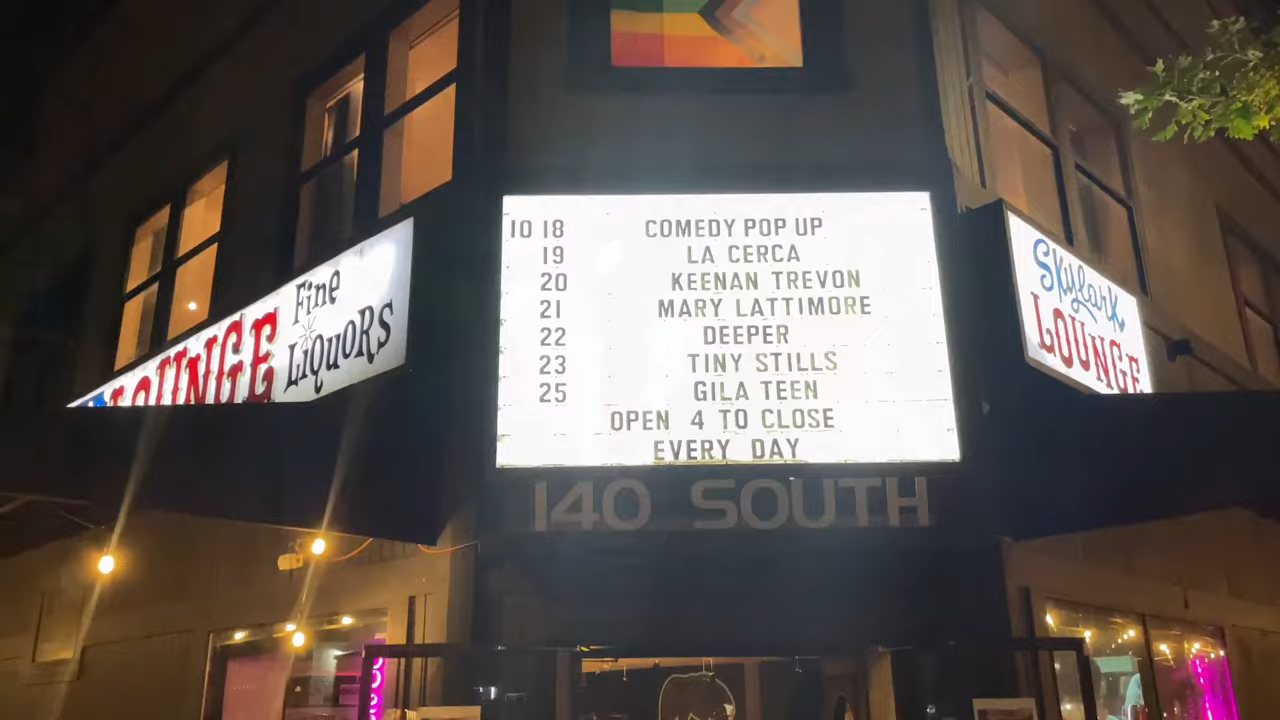 LOUNGE
Fine
LiQuoRS
10 18 COMEDY POP UP
19 LA CERCA
20 KEENAN TREVON
21 MARY LATTIMORE
22 DEEPER
23 TINY STILLS
25 GILA TEEN
OPEN 4 TO CLOSE
EVERY DAY
140 SOUTH
Skylark
LOUNGE